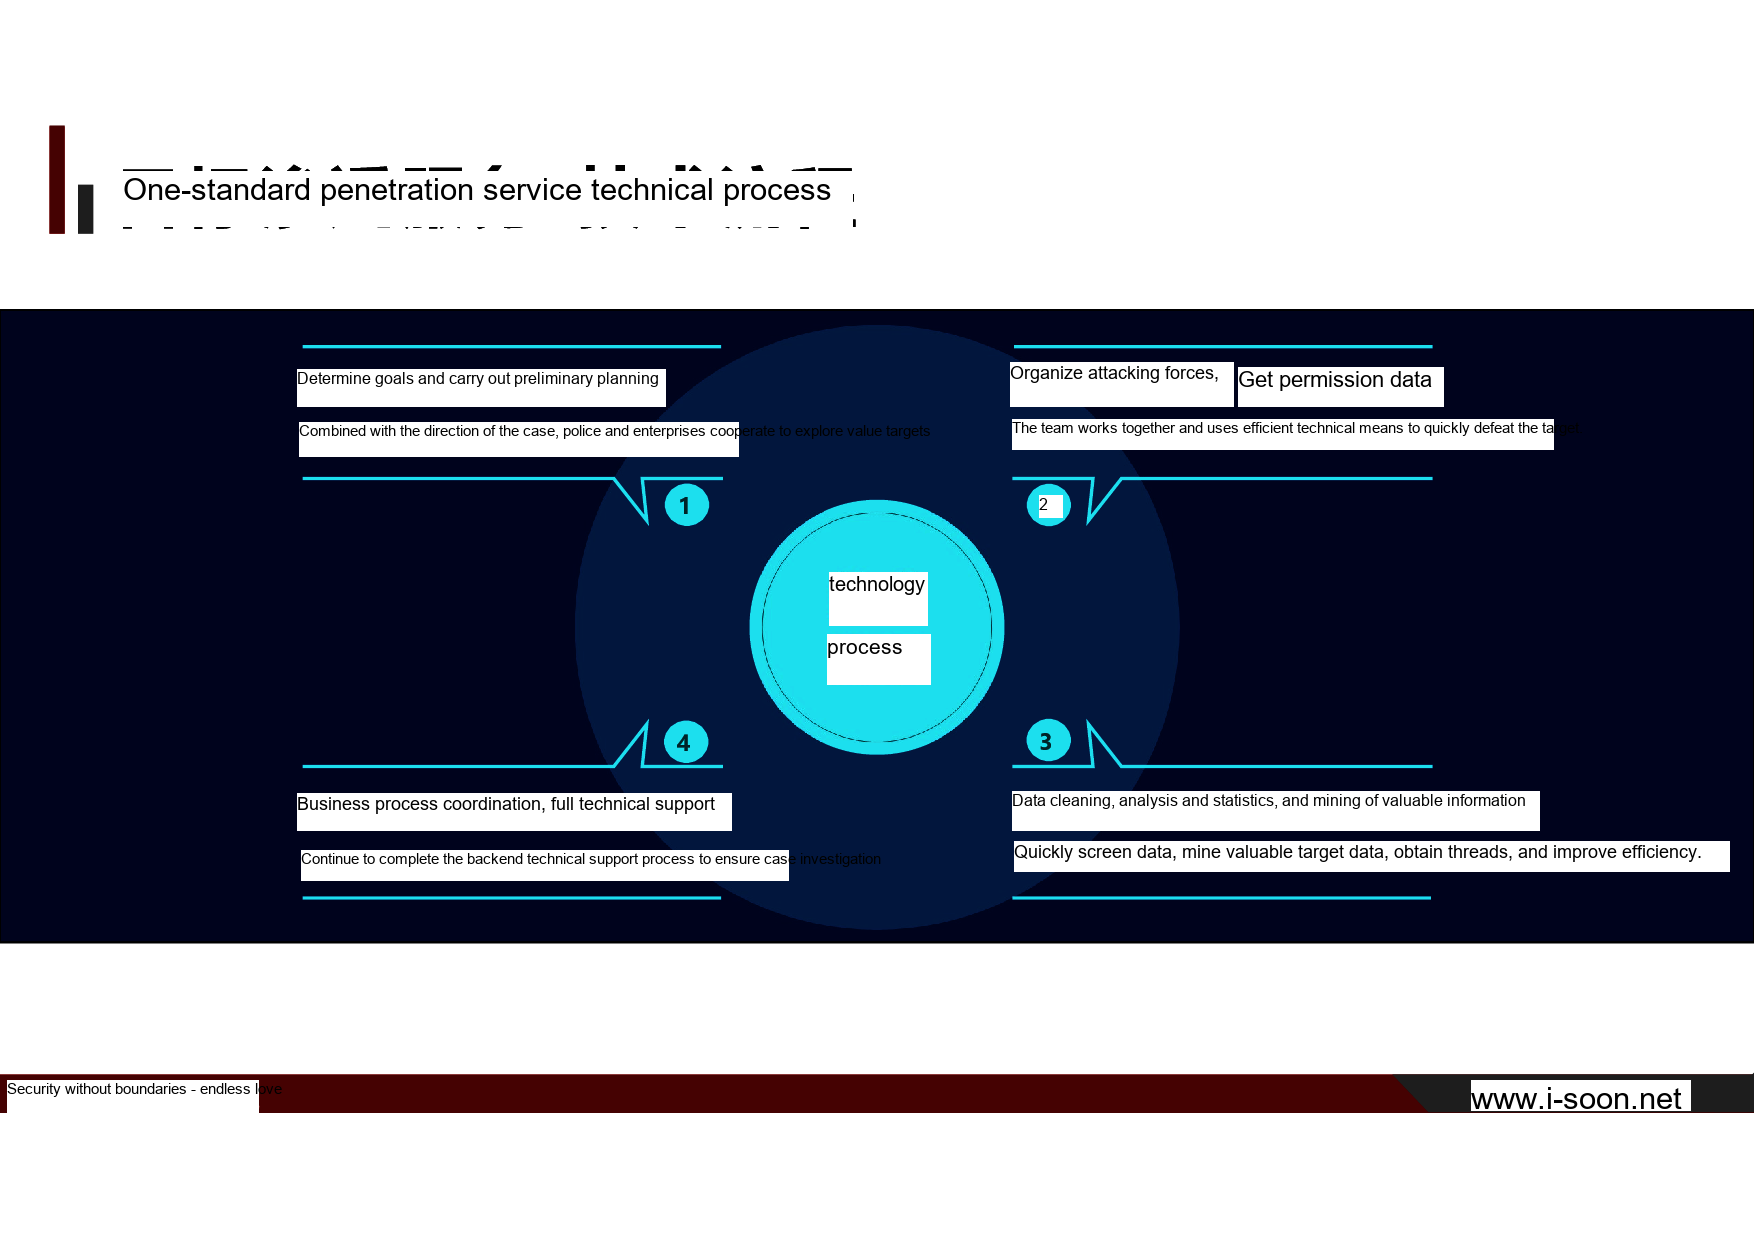 One-standard penetration service technical process
Determine goals and carry out preliminary planning
Combined with the direction of the case, police and enterprises cooperate to explore value targets
1
Organize attacking forces, Get permission data
The team works together and uses efficient technical means to quickly defeat the target.
2
technology
process
4
3
Business process coordination, full technical support
Continue to complete the backend technical support process to ensure case investigation
Data cleaning, analysis and statistics, and mining of valuable information
Quickly screen data, mine valuable target data, obtain threads, and improve efficiency.
Security without boundaries - endless love
www.i-soon.net